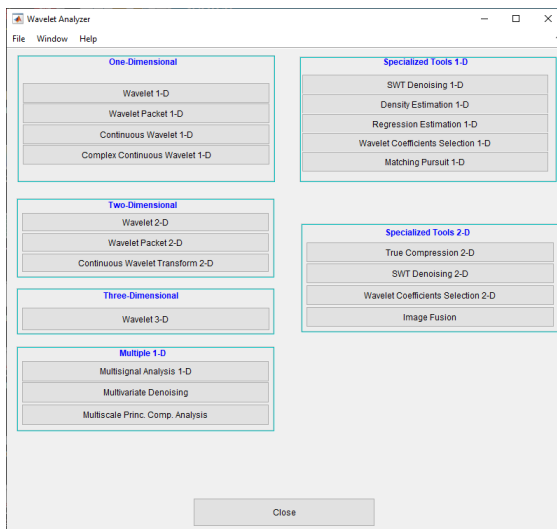 Wavelet Analyzer
File Window Help
One-Dimensional
Wavelet 1-D
Wavelet Packet 1-D
Continuous Wavelet 1-D
Complex Continuous Wavelet 1-D
Two-Dimensional
Wavelet 2-D
Wavelet Packet 2-D
Continuous Wavelet Transform 2-D
Three-Dimensional
Wavelet 3-D
Multiple 1-D
Multisignal Analysis 1-D
Multivariate Denoising
Multiscale Princ. Comp. Analysis
Specialized Tools 1-D
SWT Denoising 1-D
Density Estimation 1-D
Regression Estimation 1-D
Wavelet Coefficients Selection 1-D
Matching Pursuit 1-D
Specialized Tools 2-D
True Compression 2-D
SWT Denoising 2-D
Wavelet Coefficients Selection 2-D
Image Fusion
Close